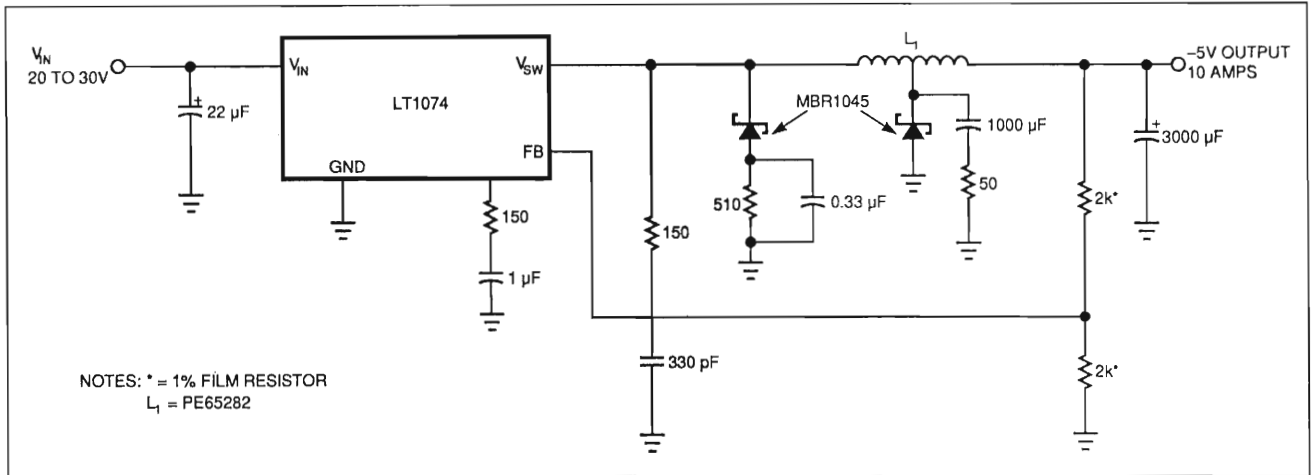 V_IN
20 TO 30V
22 µF
+
V_IN
LT1074
GND
V_SW
FB
150
1 µF
150
330 pF
MBR1045
510
0.33 µF
L₁
1000 µF
50
-5V OUTPUT
10 AMPS
+
3000 µF
2k*
2k*
NOTES: * = 1% FILM RESISTOR
L₁ = PE65282